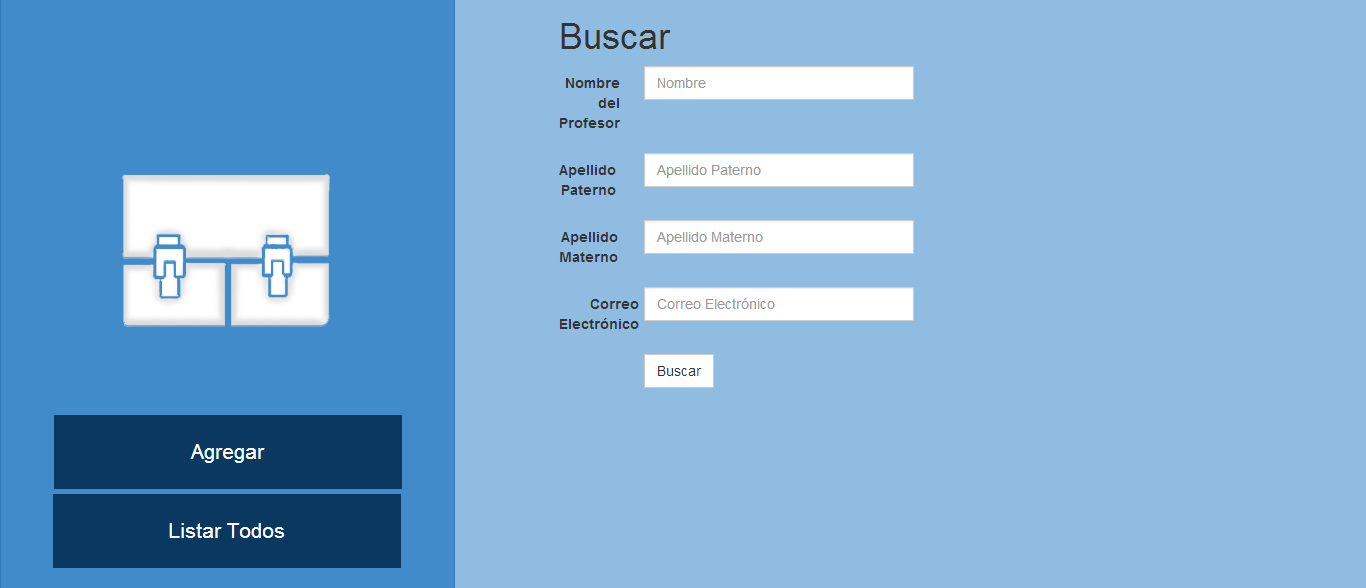 Buscar
Nombre
del
Profesor
Nombre
Apellido
Paterno
Apellido Paterno
Apellido
Materno
Apellido Materno
Correo
Electrónico
Correo Electrónico
Buscar
Agregar
Listar Todos